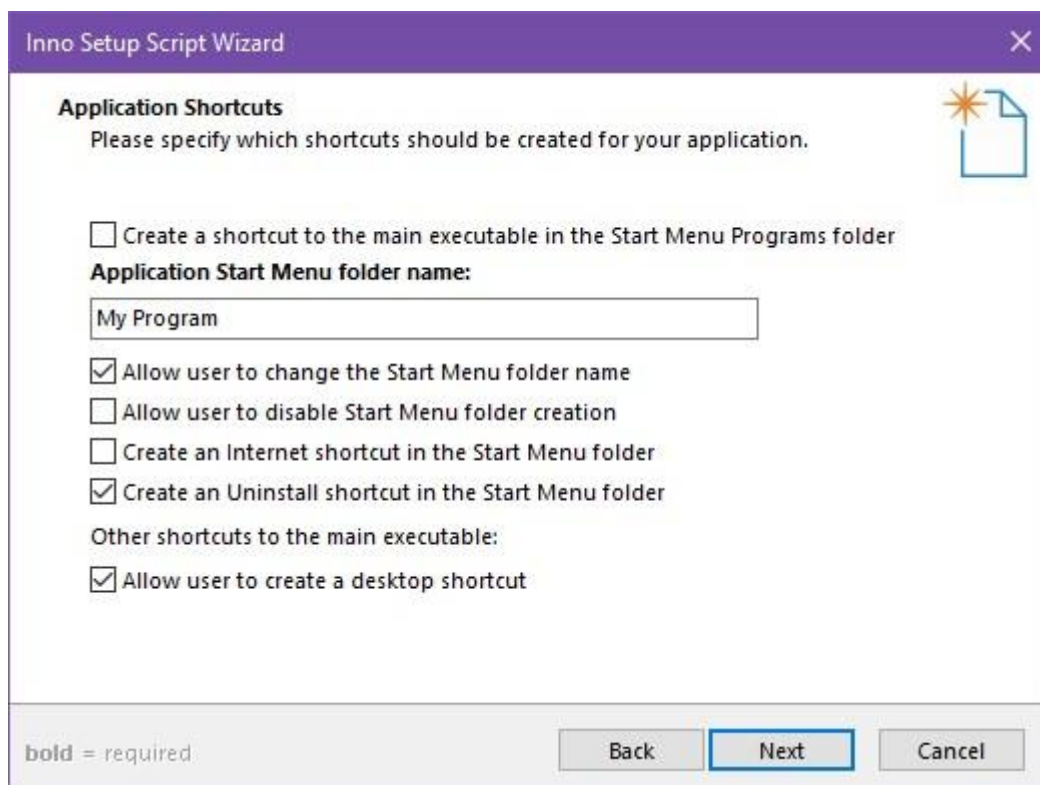 Inno Setup Script Wizard
Application Shortcuts
Please specify which shortcuts should be created for your application.
Create a shortcut to the main executable in the Start Menu Programs folder
Application Start Menu folder name:
My Program
Allow user to change the Start Menu folder name
Allow user to disable Start Menu folder creation
Create an Internet shortcut in the Start Menu folder
Create an Uninstall shortcut in the Start Menu folder
Other shortcuts to the main executable:
Allow user to create a desktop shortcut
bold = required
Back
Next
Cancel